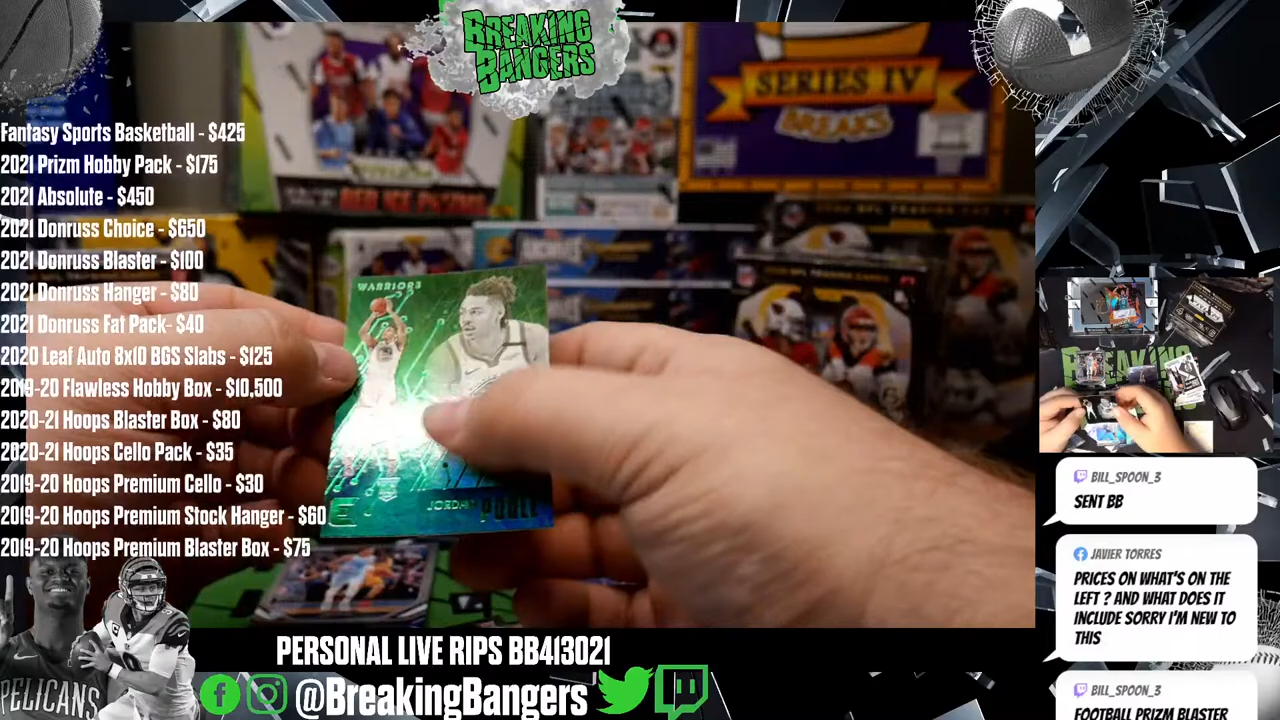 BREAKING
BANGERS
SERIES IV
BREAKS
Fantasy Sports Basketball - $425
2021 Prizm Hobby Pack - $175
2021 Absolute - $450
2021 Donruss Choice - $650
2021 Donruss Blaster - $100
2021 Donruss Hanger - $80
2021 Donruss Fat Pack- $40
2020 Leaf Auto 8x10 BGS Slabs - $125
2019-20 Flawless Hobby Box - $10,500
2020-21 Hoops Blaster Box - $80
2020-21 Hoops Cello Pack - $35
2019-20 Hoops Premium Cello - $30
2019-20 Hoops Premium Stock Hanger - $60
2019-20 Hoops Premium Blaster Box - $75
WARRIORS
JORDAN POOLE
PELICANS
PERSONAL LIVE RIPS BB413021
@BreakingBangers
BILL_SPOON_3
SENT BB
JAVIER TORRES
PRICES ON WHAT'S ON THE
LEFT ? AND WHAT DOES IT
INCLUDE SORRY I'M NEW TO
THIS
BILL_SPOON_3
FOOTBALL PRIZM BLASTER